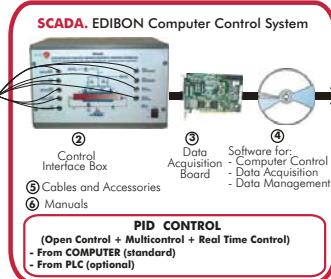 SCADA. EDIBON Computer Control System
2
3
4
Control
Interface Box
Data
Acquisition
Board
Software for:
- Computer Control
- Data Acquisition
- Data Management
5 Cables and Accessories
6 Manuals
PID CONTROL
(Open Control + Multicontrol + Real Time Control)
- From COMPUTER (standard)
- From PLC (optional)